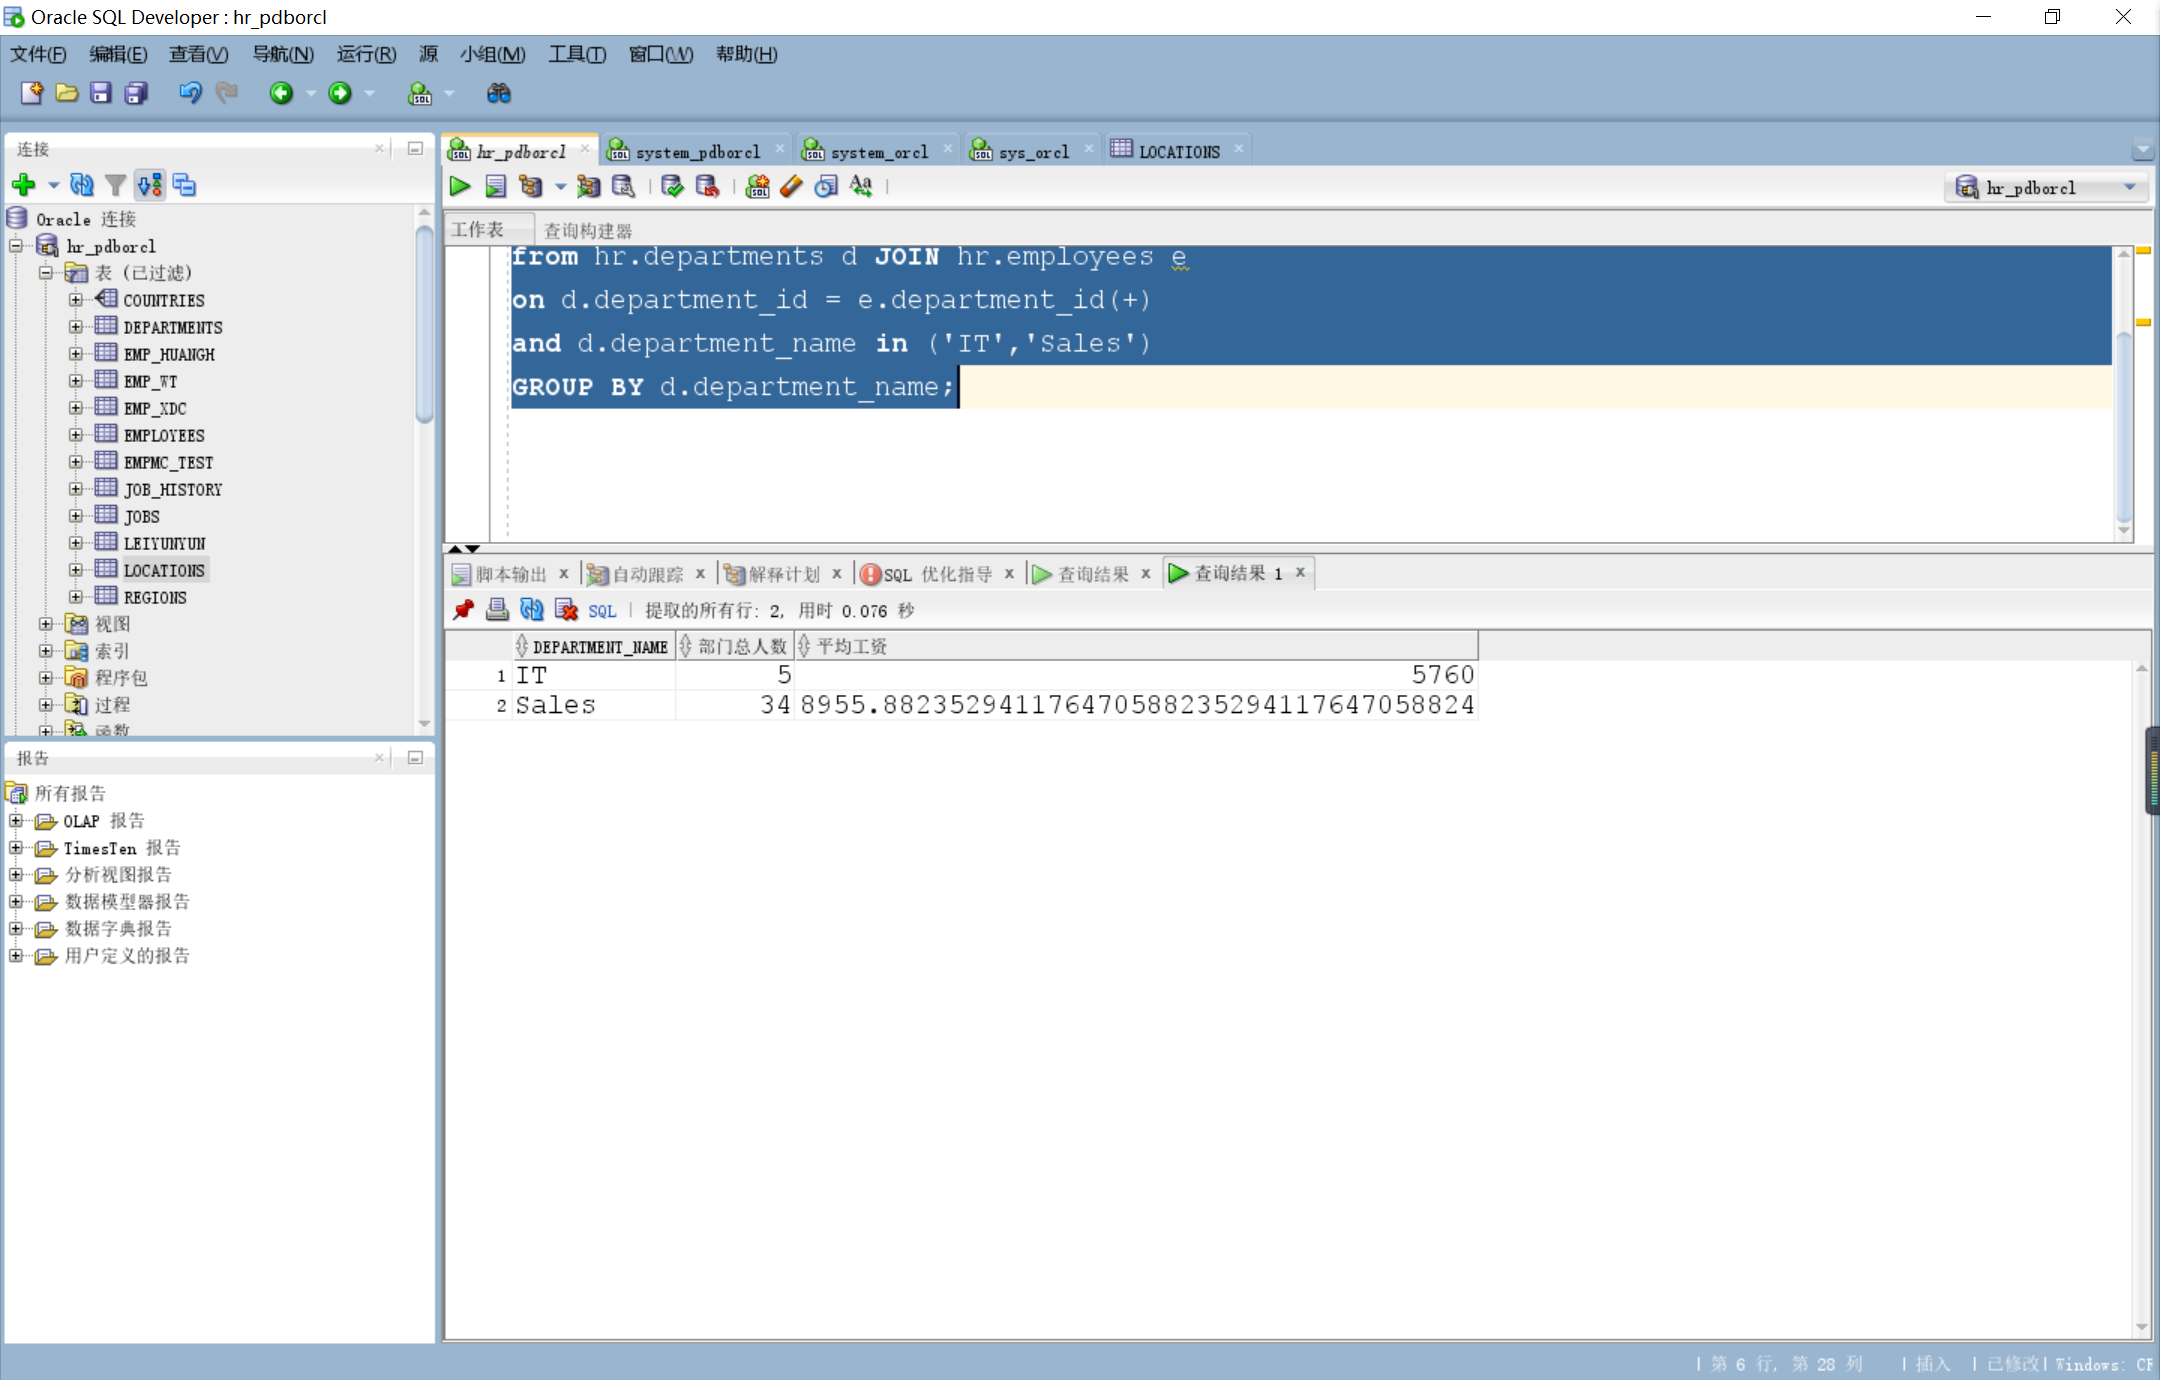 Oracle SQL Developer : hr_pdborcl
文件(F) 编辑(E) 查看(V) 导航(N) 运行(R) 源 小组(M) 工具(T) 窗口(W) 帮助(H)
连接
Oracle 连接
hr_pdborcl
表 (已过滤)
COUNTRIES
DEPARTMENTS
EMP_HUANGH
EMP_WT
EMP_XDC
EMPLOYEES
EMPMC_TEST
JOB_HISTORY
JOBS
LEIYUNYUN
LOCATIONS
REGIONS
视图
索引
程序包
过程
函数
报告
所有报告
OLAP 报告
TimesTen 报告
分析视图报告
数据模型器报告
数据字典报告
用户定义的报告
hr_pdborcl system_pdborcl system_orcl sys_orcl LOCATIONS
hr_pdborcl
工作表 查询构建器
from hr.departments d JOIN hr.employees e
on d.department_id = e.department_id(+)
and d.department_name in ('IT','Sales')
GROUP BY d.department_name;
脚本输出 x 自动跟踪 x 解释计划 x SQL 优化指导 x 查询结果 x 查询结果 1 x
SQL | 提取的所有行: 2, 用时 0.076 秒
DEPARTMENT_NAME 部门总人数 平均工资
1 IT 5 5760
2 Sales 34 8955.88235294117647058823529411764705882​4
| 第 6 行, 第 28 列 | 插入 | 已修改| Windows: CR